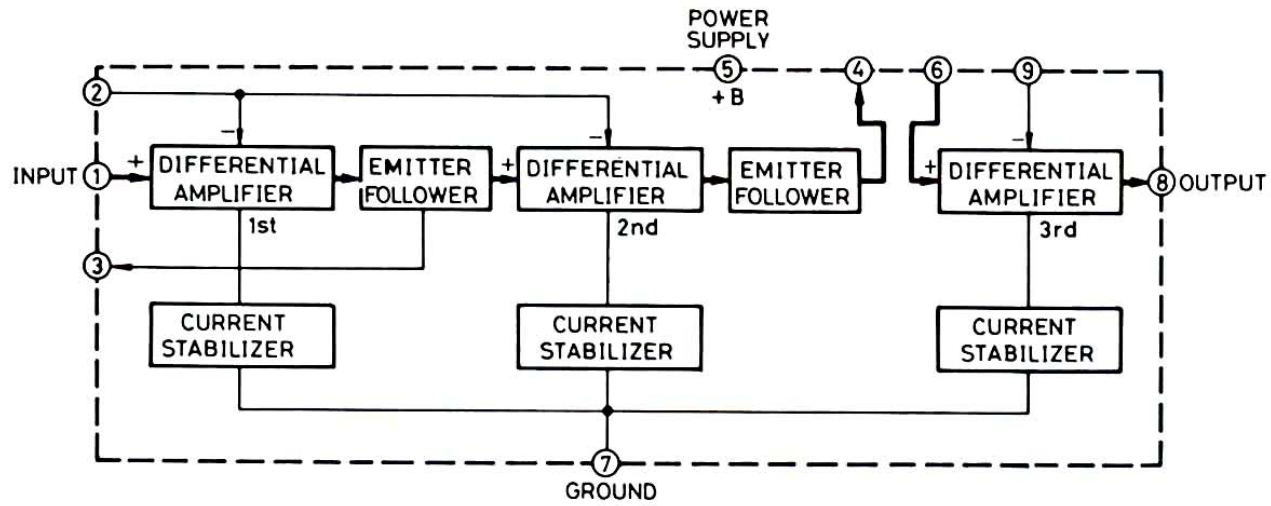 POWER
SUPPLY
5
4
6
9
+ B
2
−
−
−
INPUT 1
+
DIFFERENTIAL
AMPLIFIER
1st
EMITTER
FOLLOWER
+
DIFFERENTIAL
AMPLIFIER
2nd
EMITTER
FOLLOWER
+
DIFFERENTIAL
AMPLIFIER
3rd
8 OUTPUT
3
CURRENT
STABILIZER
CURRENT
STABILIZER
CURRENT
STABILIZER
7
GROUND